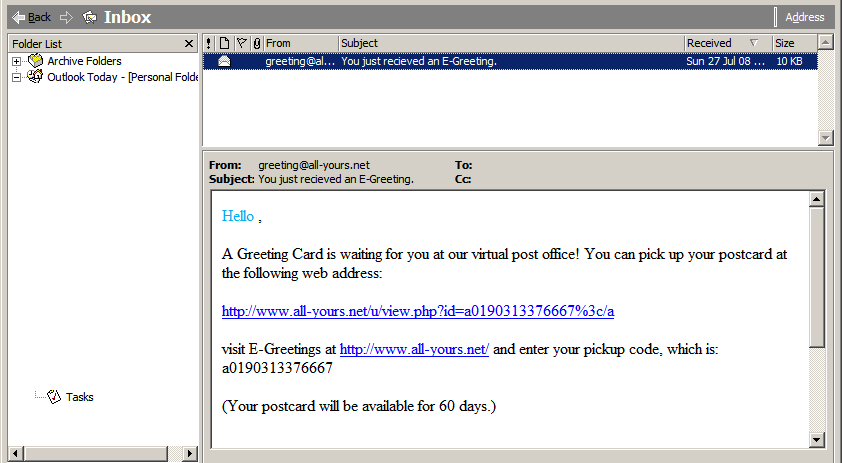 Back Inbox Address
Folder List
Archive Folders
Outlook Today - [Personal Folde
Tasks
! From Subject Received Size
greeting@al... You just recieved an E-Greeting. Sun 27 Jul 08 ... 10 KB
From: greeting@all-yours.net To:
Subject: You just recieved an E-Greeting. Cc:
Hello ,
A Greeting Card is waiting for you at our virtual post office! You can pick up your postcard at
the following web address:
http://www.all-yours.net/u/view.php?id=a0190313376667%3c/a
visit E-Greetings at http://www.all-yours.net/ and enter your pickup code, which is:
a0190313376667
(Your postcard will be available for 60 days.)